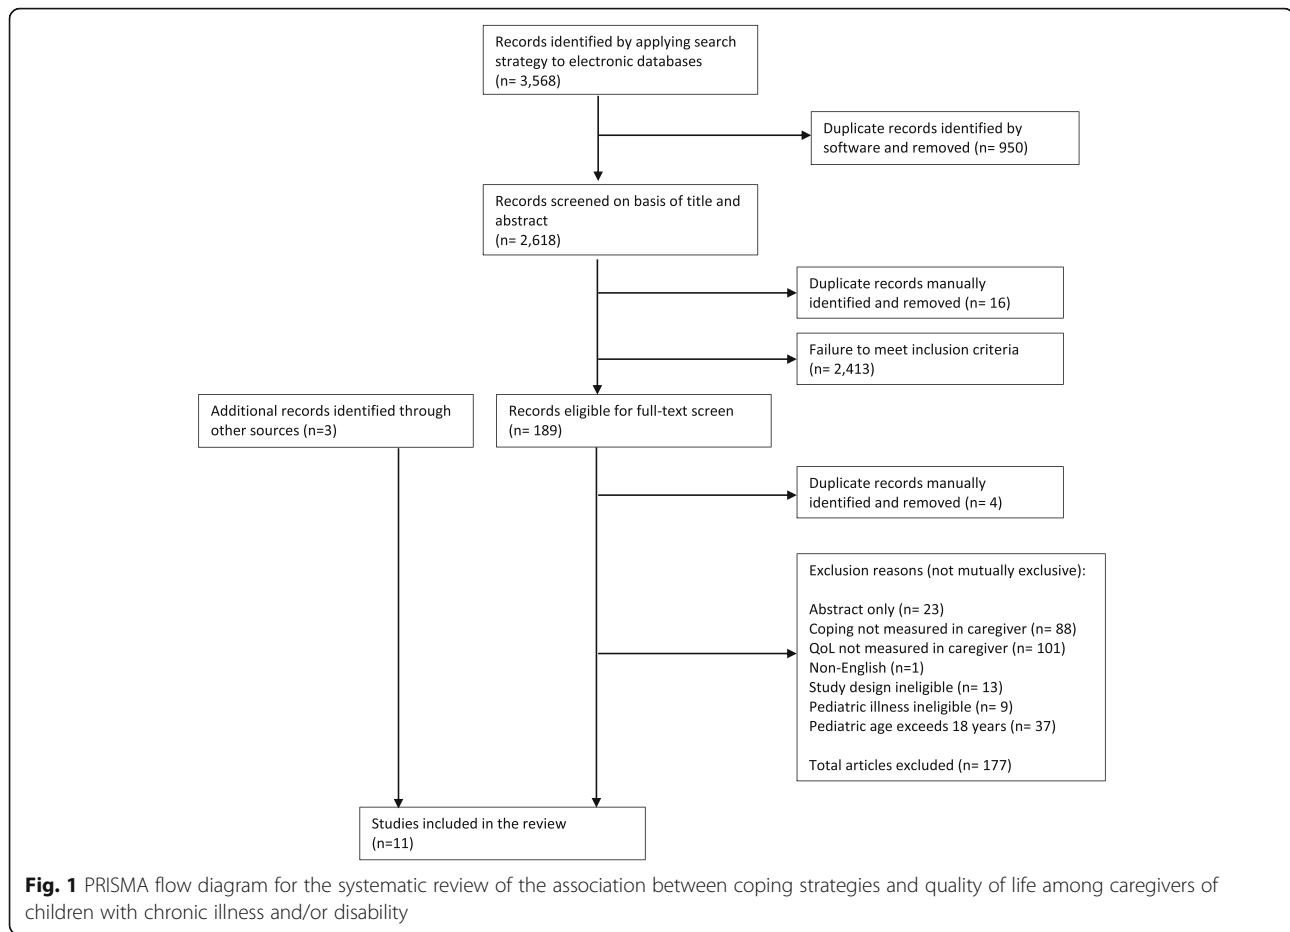 Records identified by applying search
strategy to electronic databases
(n= 3,568)
Duplicate records identified by
software and removed (n= 950)
Records screened on basis of title and
abstract
(n= 2,618)
Duplicate records manually
identified and removed (n= 16)
Failure to meet inclusion criteria
(n= 2,413)
Additional records identified through
other sources (n=3)
Records eligible for full-text screen
(n= 189)
Duplicate records manually
identified and removed (n= 4)
Exclusion reasons (not mutually exclusive):
Abstract only (n= 23)
Coping not measured in caregiver (n= 88)
QoL not measured in caregiver (n= 101)
Non-English (n=1)
Study design ineligible (n= 13)
Pediatric illness ineligible (n= 9)
Pediatric age exceeds 18 years (n= 37)
Total articles excluded (n= 177)
Studies included in the review
(n=11)
Fig. 1 PRISMA flow diagram for the systematic review of the association between coping strategies and quality of life among caregivers of
children with chronic illness and/or disability